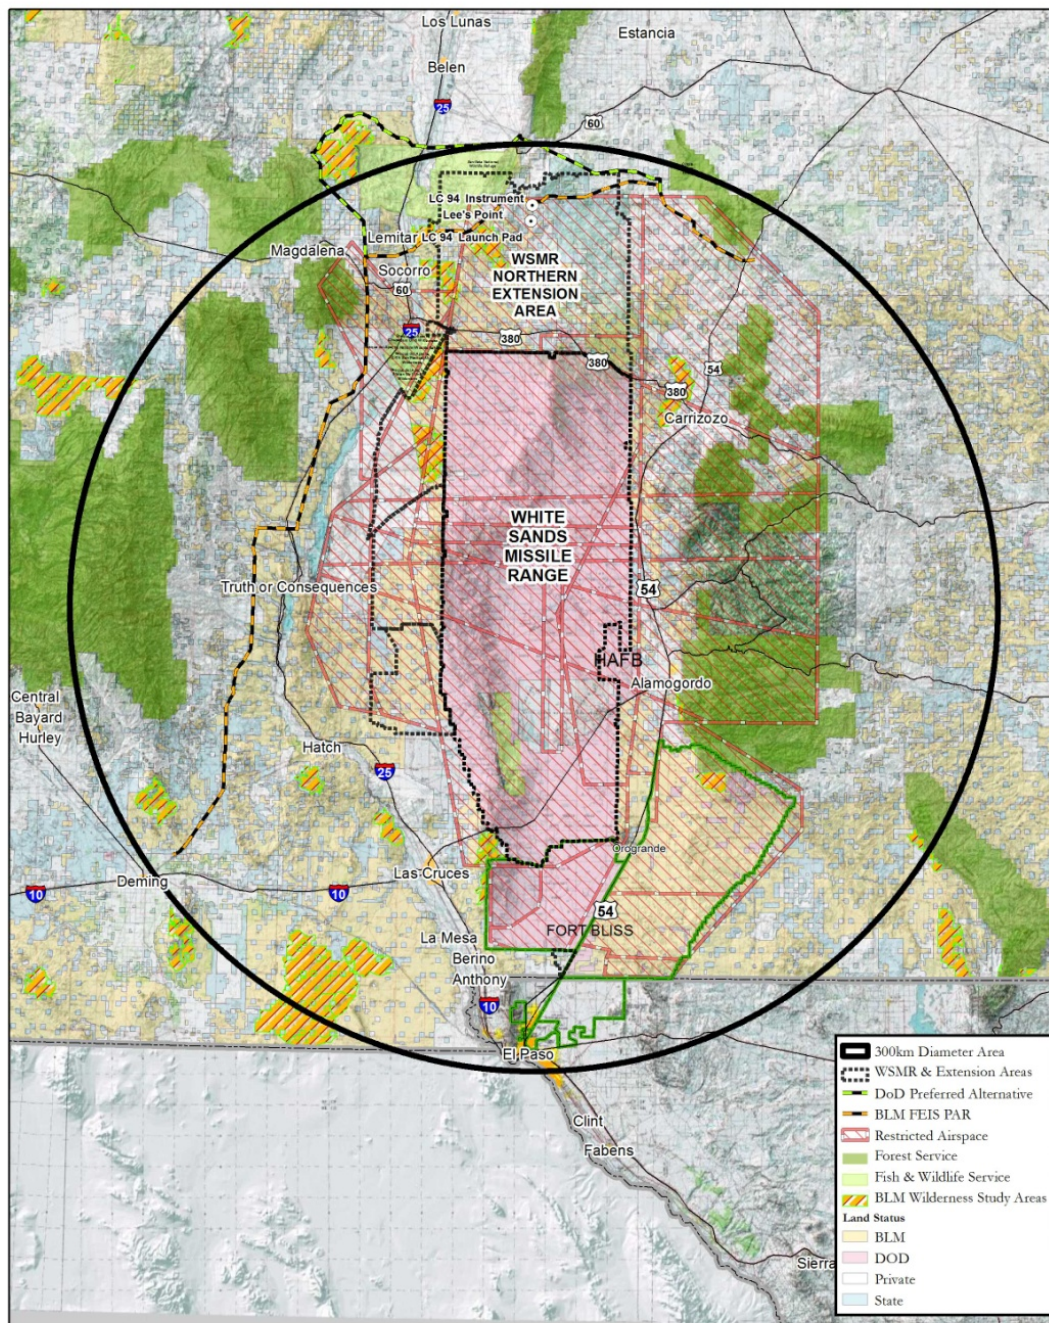 Los Lunas
Estancia
Belen
25
60
LC 94 Instrument
Lee's Point
Lemitar
LC 94 Launch Pad
Magdalena
WSMR
NORTHERN
EXTENSION
AREA
Socorro
60
25
380
380
54
380
Carrizozo
WHITE
SANDS
MISSILE
RANGE
Truth or Consequences
54
HAFB
Alamogordo
Central
Bayard
Hurley
Hatch
25
Orogrande
Las Cruces
Deming
10
10
54
FORT BLISS
La Mesa
Berino
Anthony
10
El Paso
Clint
Fabens
Sierra
300km Diameter Area
WSMR & Extension Areas
DoD Preferred Alternative
BLM FEIS PAR
Restricted Airspace
Forest Service
Fish & Wildlife Service
BLM Wilderness Study Areas
Land Status
BLM
DOD
Private
State